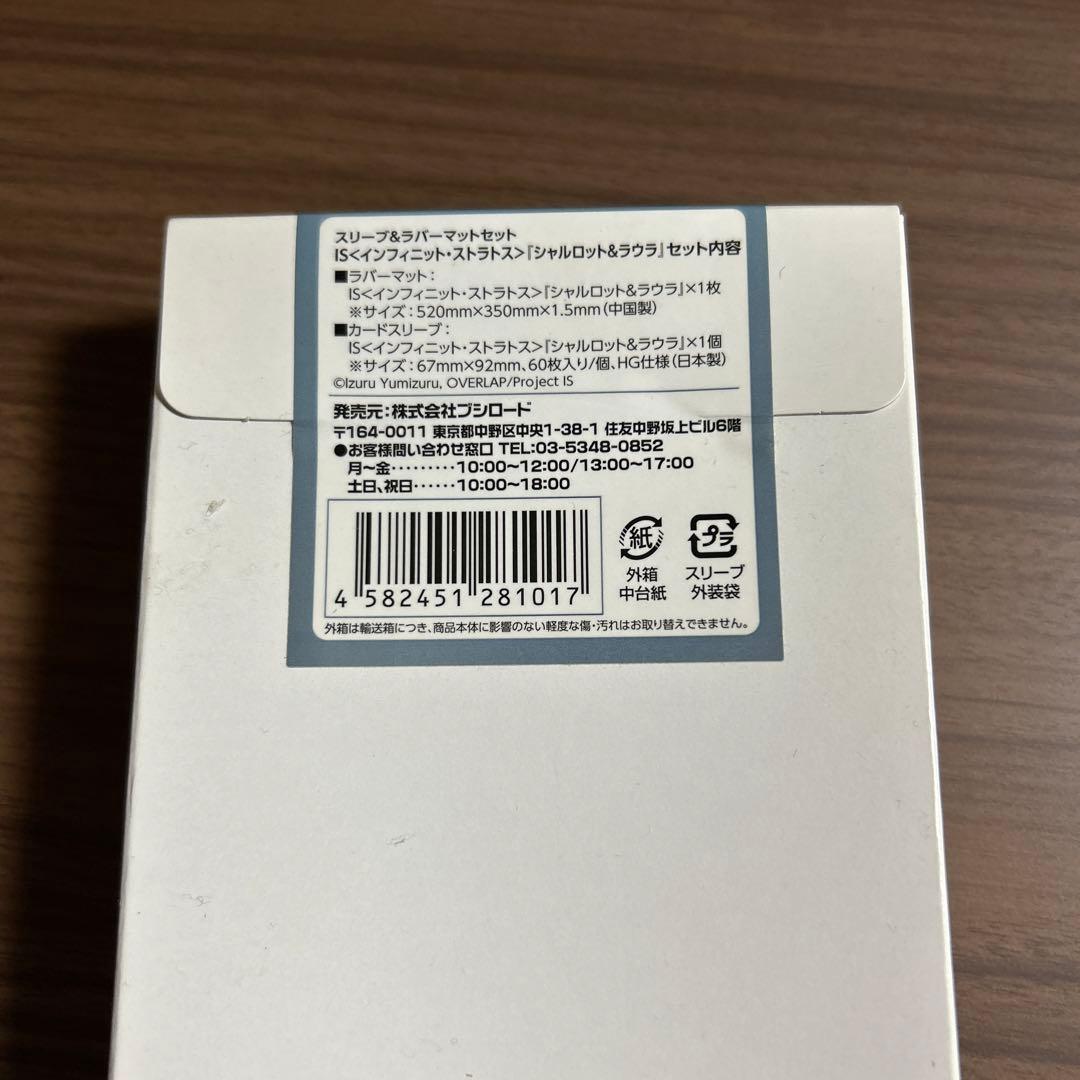 スリーブ&ラバーマットセット
IS<インフィニット・ストラトス>『シャルロット&ラウラ』セット内容
■ラバーマット：
IS<インフィニット・ストラトス>『シャルロット&ラウラ』×1枚
※サイズ：520mm×350mm×1.5mm（中国製）
■カードスリーブ：
IS<インフィニット・ストラトス>『シャルロット&ラウラ』×1個
※サイズ：67mm×92mm、60枚入り/個、HG仕様（日本製）
©Izuru Yumizuru, OVERLAP/Project IS
発売元：株式会社ブシロード
〒164-0011 東京都中野区中央1-38-1 住友中野坂上ビル6階
●お客様問い合わせ窓口 TEL:03-5348-0852
月～金………10:00～12:00/13:00～17:00
土日、祝日……10:00～18:00
4 582451 281017
紙
外箱
中台紙
プラ
スリーブ
外装袋
外箱は輸送箱につき、商品本体に影響のない軽度な傷・汚れはお取り替えできません。